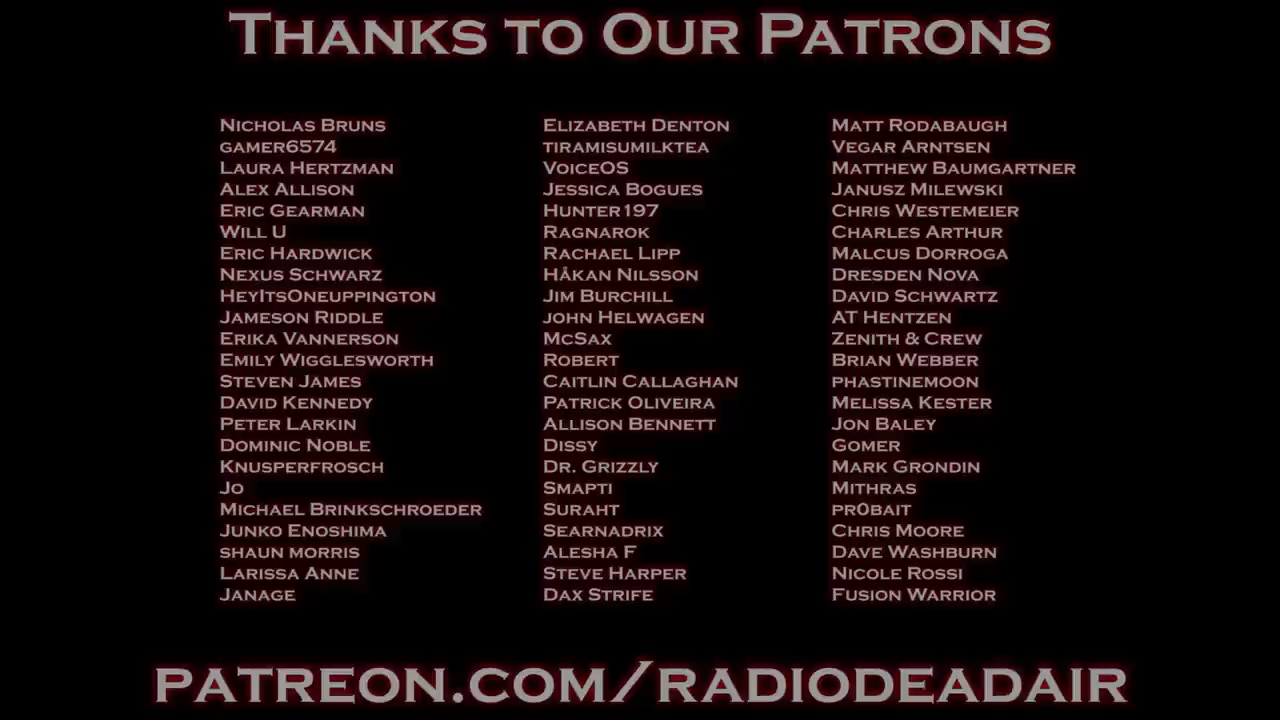 Thanks to Our Patrons
Nicholas Bruns
gamer6574
Laura Hertzman
Alex Allison
Eric Gearman
Will U
Eric Hardwick
Nexus Schwarz
HeyItsOneuppington
Jameson Riddle
Erika Vannerson
Emily Wigglesworth
Steven James
David Kennedy
Peter Larkin
Dominic Noble
Knusperfrosch
Jo
Michael Brinkschroeder
Junko Enoshima
shaun morris
Larissa Anne
Janage
Elizabeth Denton
tiramisumilktea
VoiceOS
Jessica Bogues
Hunter197
Ragnarok
Rachael Lipp
Håkan Nilsson
Jim Burchill
john Helwagen
McSax
Robert
Caitlin Callaghan
Patrick Oliveira
Allison Bennett
Dissy
Dr. Grizzly
Smapti
Suraht
Searnadrix
Alesha F
Steve Harper
Dax Strife
Matt Rodabaugh
Vegar Arntsen
Matthew Baumgartner
Janusz Milewski
Chris Westemeier
Charles Arthur
Malcus Dorroga
Dresden Nova
David Schwartz
AT Hentzen
Zenith & Crew
Brian Webber
phastinemoon
Melissa Kester
Jon Baley
Gomer
Mark Grondin
Mithras
pr0bait
Chris Moore
Dave Washburn
Nicole Rossi
Fusion Warrior
patreon.com/radiodeadair